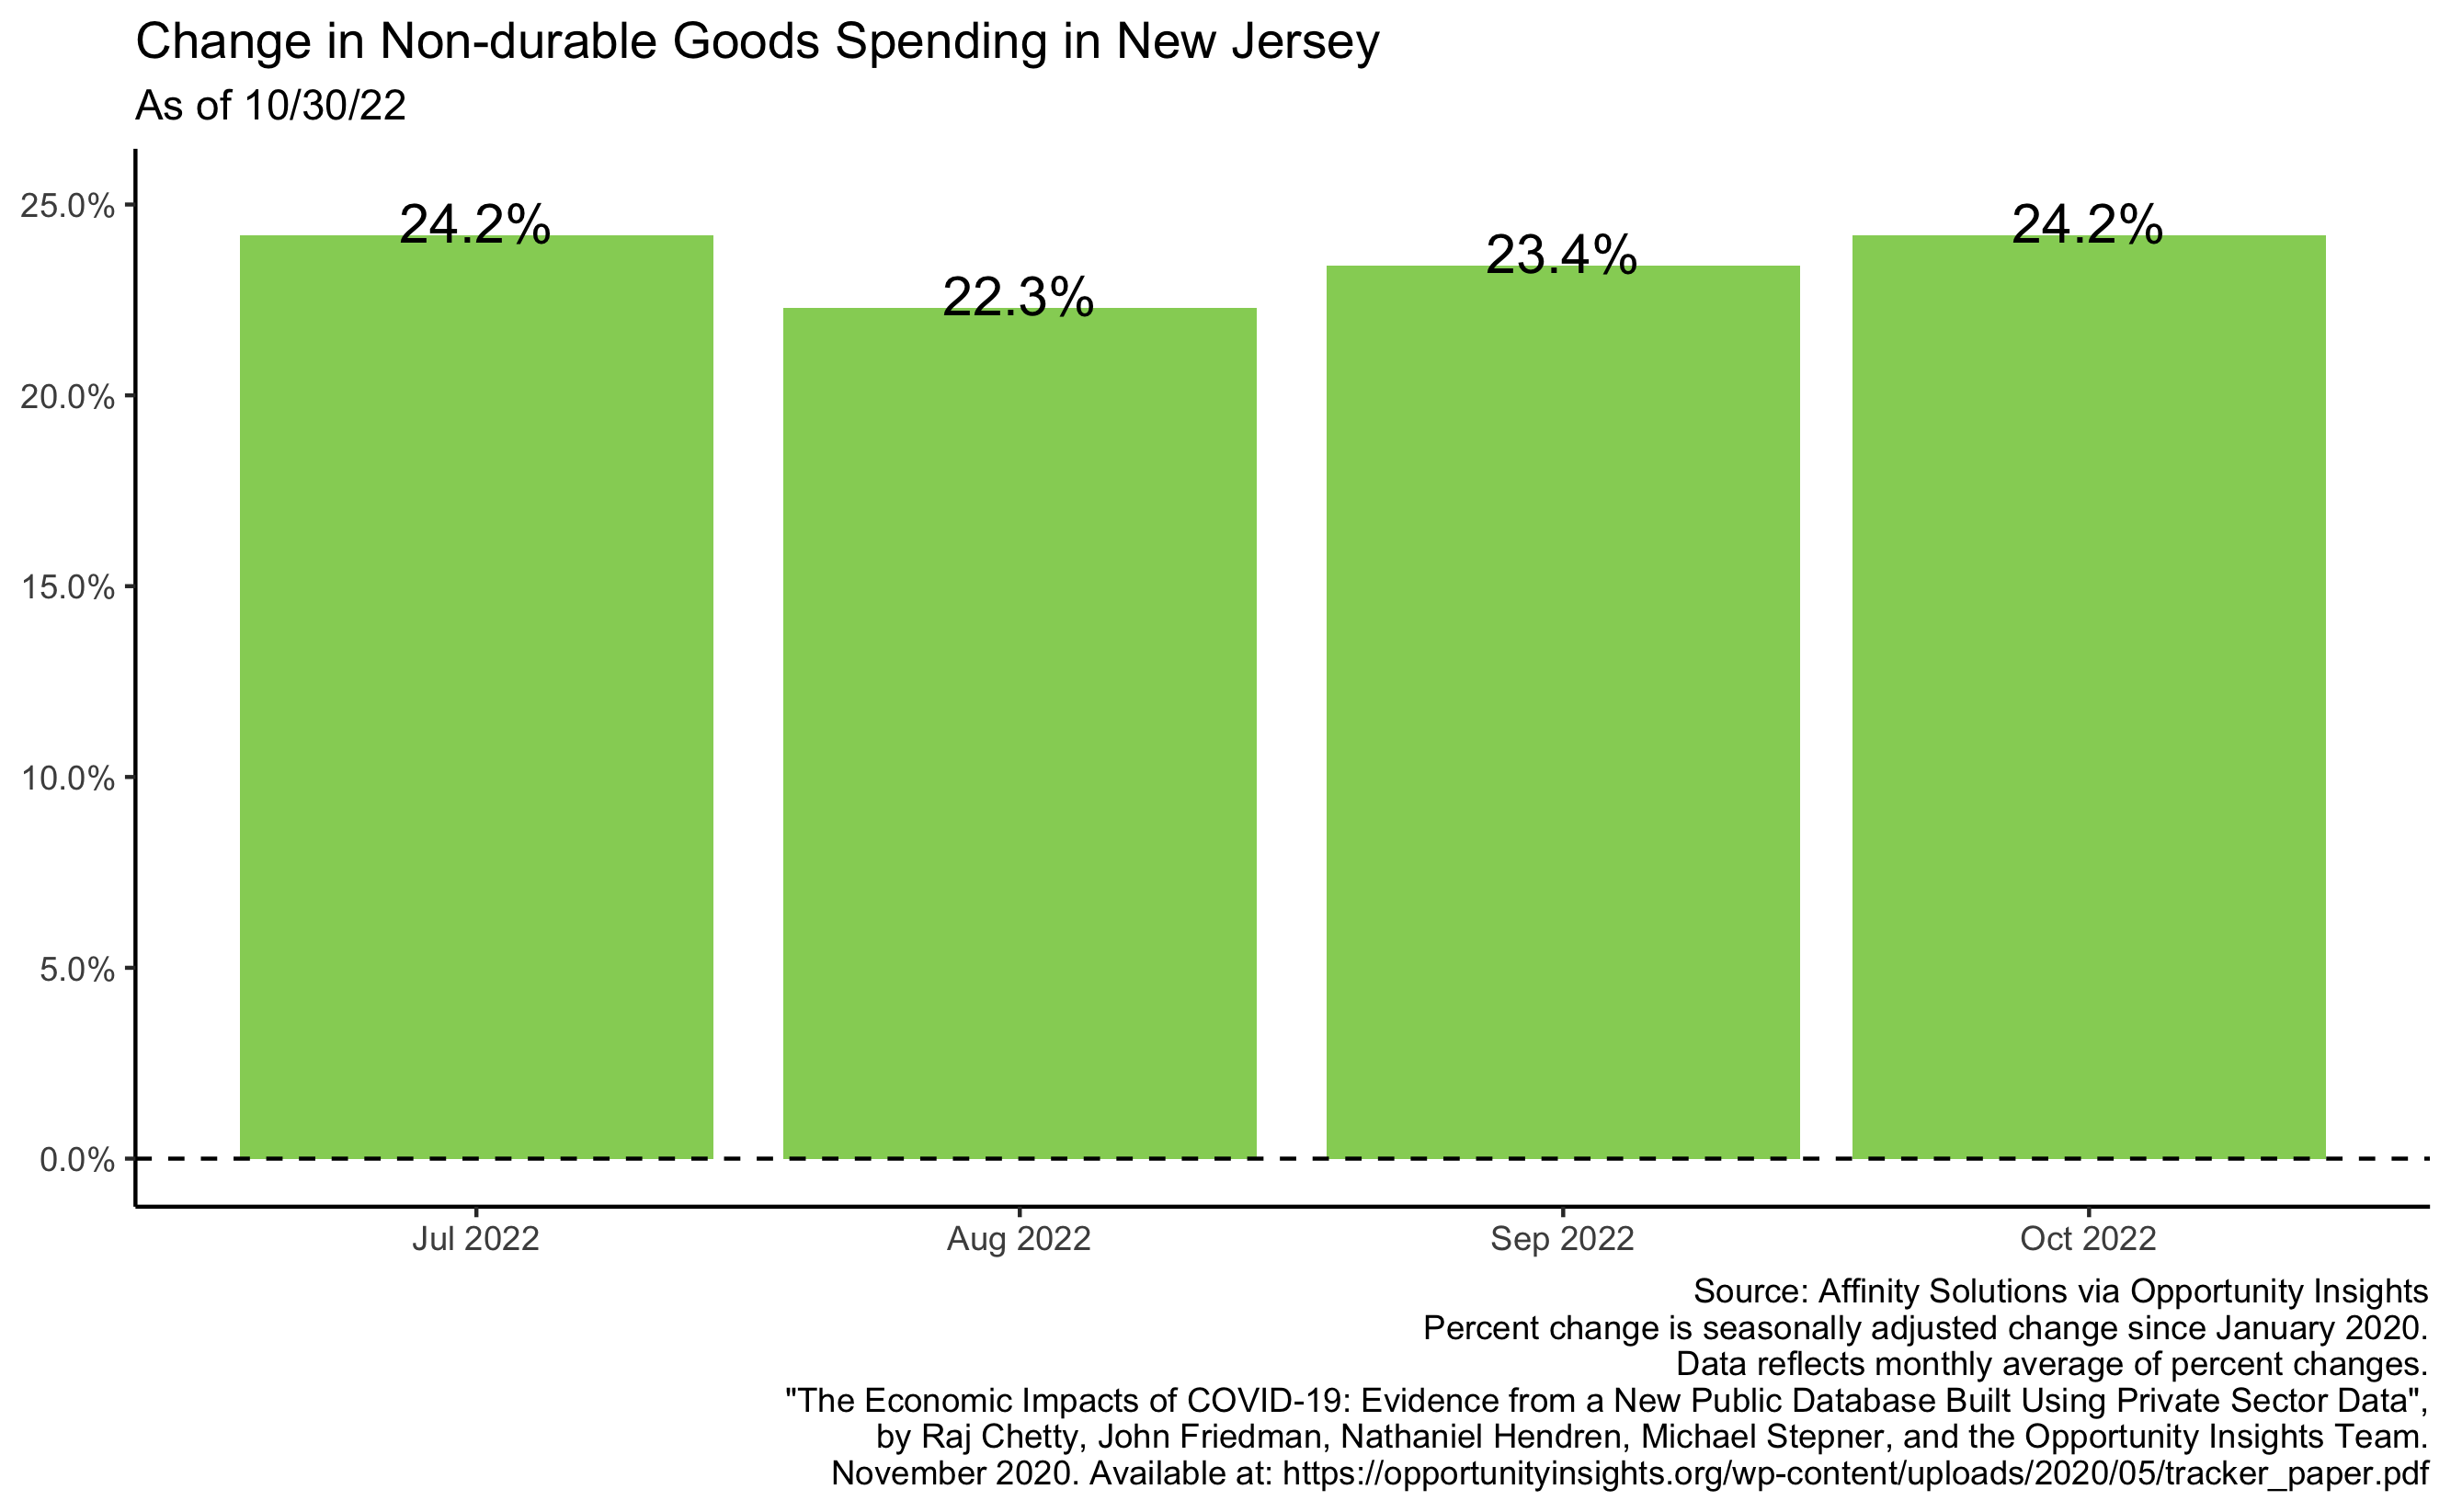 Change in Non-durable Goods Spending in New Jersey
As of 10/30/22
25.0%
20.0%
15.0%
10.0%
5.0%
0.0%
24.2%
22.3%
23.4%
24.2%
Jul 2022
Aug 2022
Sep 2022
Oct 2022
Source: Affinity Solutions via Opportunity Insights
Percent change is seasonally adjusted change since January 2020.
Data reflects monthly average of percent changes.
"The Economic Impacts of COVID-19: Evidence from a New Public Database Built Using Private Sector Data",
by Raj Chetty, John Friedman, Nathaniel Hendren, Michael Stepner, and the Opportunity Insights Team.
November 2020. Available at: https://opportunityinsights.org/wp-content/uploads/2020/05/tracker_paper.pdf